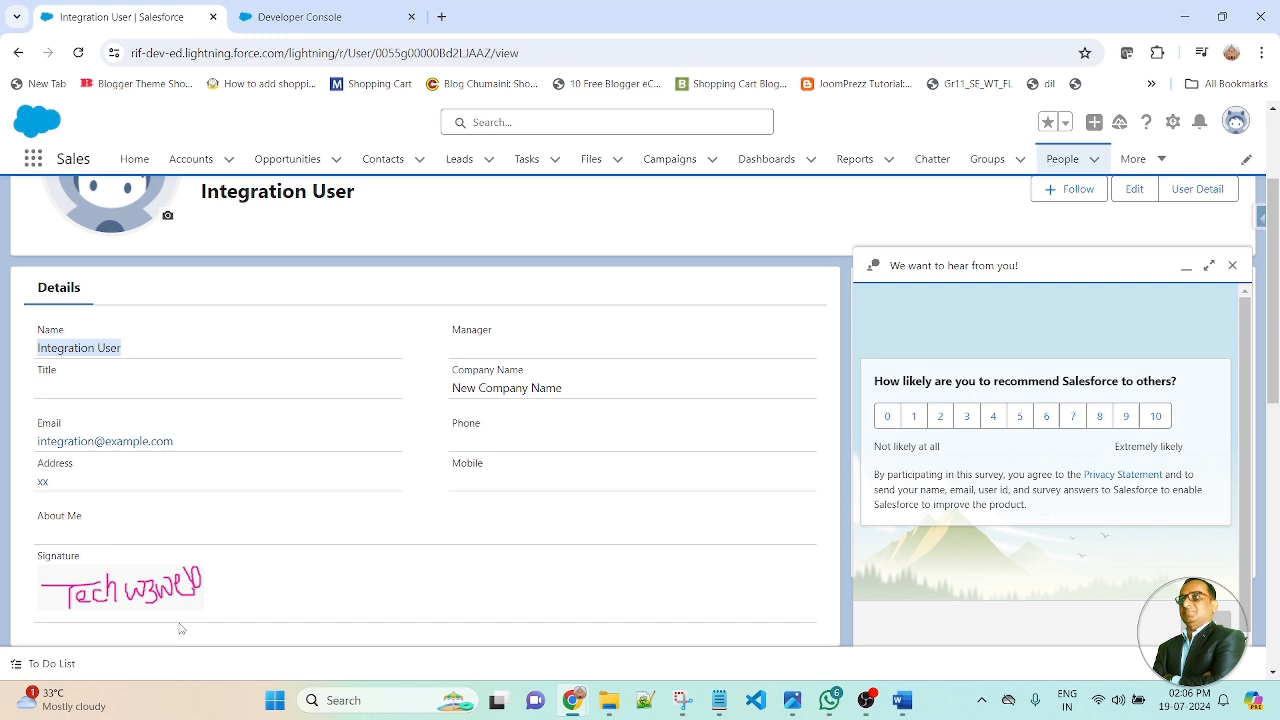 Integration User | Salesforce
Developer Console
rif-dev-ed.lightning.force.com/lightning/r/User/0055g00000Bd2LJAAZ/view
New Tab Blogger Theme Sho... How to add shoppi... Shopping Cart Blog Chumain:Sho... 10 Free Blogger eC... Shopping Cart Blog... JoomPrezz Tutorial:... Gr11_SE_WT_FL dil » All Bookmarks
Search...
Sales Home Accounts Opportunities Contacts Leads Tasks Files Campaigns Dashboards Reports Chatter Groups People More
Integration User
Follow Edit User Detail
Details
Name
Integration User
Manager
Title
Company Name
New Company Name
Email
integration@example.com
Phone
Address
xx
Mobile
About Me
Signature
Tech w3web
We want to hear from you!
How likely are you to recommend Salesforce to others?
0 1 2 3 4 5 6 7 8 9 10
Not likely at all Extremely likely
By participating in this survey, you agree to the Privacy Statement and to
send your name, email, user id, and survey answers to Salesforce to enable
Salesforce to improve the product.
To Do List
1
33°C
Mostly cloudy
Search
6
ENG
IN
02:06 PM
19-07-2024